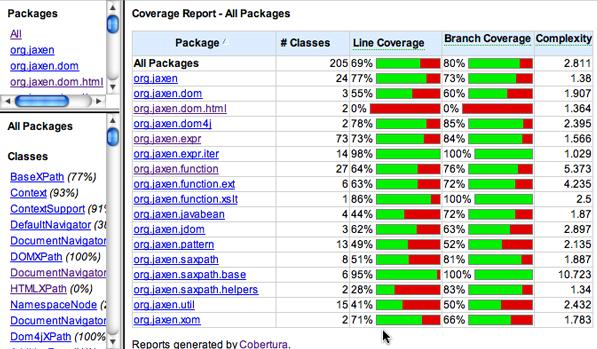 Packages
All
org.jaxen
org.jaxen.dom
org.jaxen.dom.html
All Packages
Classes
BaseXPath (77%)
Context (93%)
ContextSupport (91%
DefaultNavigator (38
DocumentNavigator
DOMXPath (100%)
DocumentNavigator
HTMLXPath (0%)
NamespaceNode (2
DocumentNavigator
Dom4jXPath (100%)
Coverage Report - All Packages
Package # Classes Line Coverage Branch Coverage Complexity
All Packages 205 69% 80% 2.811
org.jaxen 24 77% 73% 1.38
org.jaxen.dom 3 55% 60% 1.907
org.jaxen.dom.html 2 0% 0% 1.364
org.jaxen.dom4j 2 78% 85% 2.395
org.jaxen.expr 73 73% 84% 1.566
org.jaxen.expr.iter 14 98% 100% 1.029
org.jaxen.function 27 64% 76% 5.373
org.jaxen.function.ext 6 63% 72% 4.235
org.jaxen.function.xslt 1 86% 100% 2.5
org.jaxen.javabean 4 44% 72% 1.87
org.jaxen.jdom 3 62% 63% 2.897
org.jaxen.pattern 13 49% 52% 2.135
org.jaxen.saxpath 8 51% 81% 1.887
org.jaxen.saxpath.base 6 95% 100% 10.723
org.jaxen.saxpath.helpers 2 28% 83% 1.34
org.jaxen.util 15 41% 50% 2.432
org.jaxen.xom 2 71% 66% 1.783
Reports generated by Cobertura.